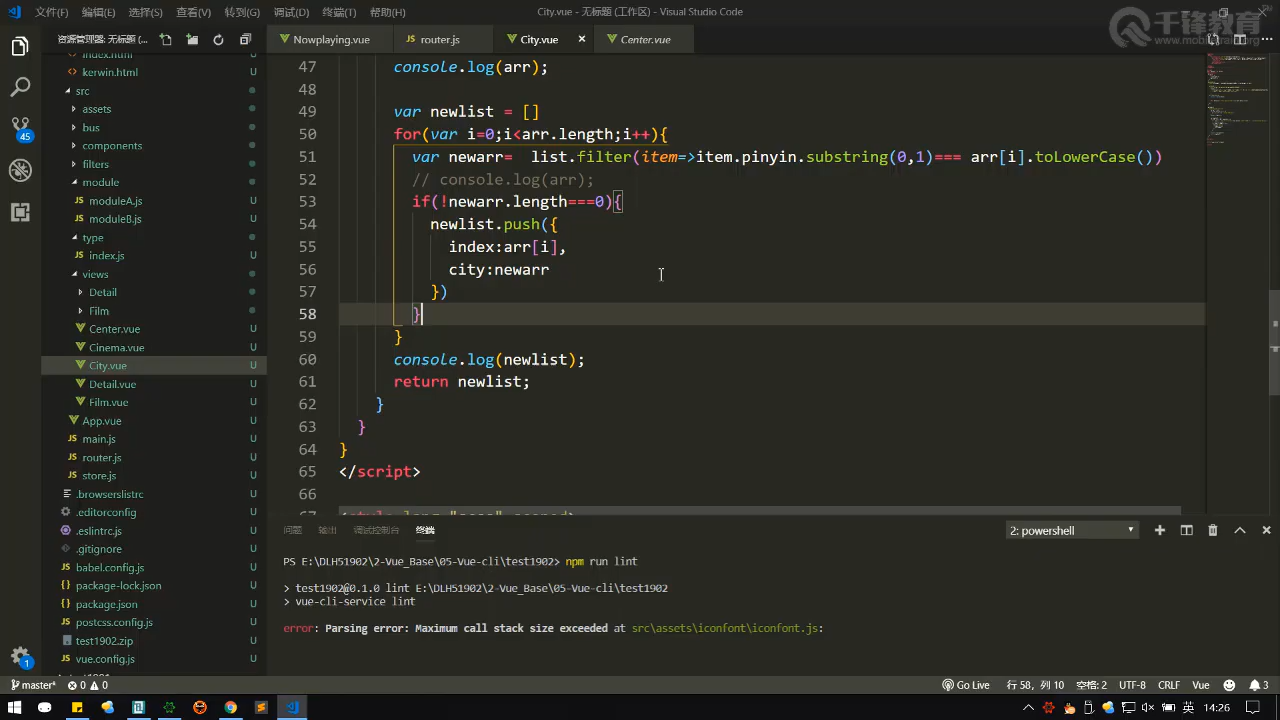 文件(F) 编辑(E) 选择(S) 查看(V) 转到(G) 调试(D) 终端(T) 帮助(H) City.vue - 无标题 (工作区) - Visual Studio Code
千锋教育
资源管理器: 无标题 (...
Nowplaying.vue router.js City.vue Center.vue
index.html
kerwin.html
src
assets
bus
components
filters
module
moduleA.js U
moduleB.js U
type
index.js U
views
Detail
Film
Center.vue U
Cinema.vue U
City.vue U
Detail.vue U
Film.vue U
App.vue U
main.js U
router.js U
store.js U
.browserslistrc U
.editorconfig U
.eslintrc.js U
.gitignore U
babel.config.js U
package-lock.json U
package.json U
postcss.config.js U
test1902.zip U
vue.config.js U
45
1
47 console.log(arr);
48
49 var newlist = []
50 for(var i=0;i<arr.length;i++){
51 var newarr=  list.filter(item=>item.pinyin.substring(0,1)=== arr[i].toLowerCase())
52 // console.log(arr);
53 if(!newarr.length===0){
54 newlist.push({
55 index:arr[i],
56 city:newarr
57 })
58 }
59 }
60 console.log(newlist);
61 return newlist;
62 }
63 }
64 }
65 </script>
66
67 <style lang="scss" scoped>
问题 输出 调试控制台 终端 2: powershell
PS E:\DLH51902\2-Vue_Base\05-Vue-cli\test1902> npm run lint
> test1902@0.1.0 lint E:\DLH51902\2-Vue_Base\05-Vue-cli\test1902
> vue-cli-service lint
error: Parsing error: Maximum call stack size exceeded at src\assets\iconfont\iconfont.js:
master* 0 0 Go Live 行 58，列 10 空格: 2 UTF-8 CRLF Vue 3
英 14:26